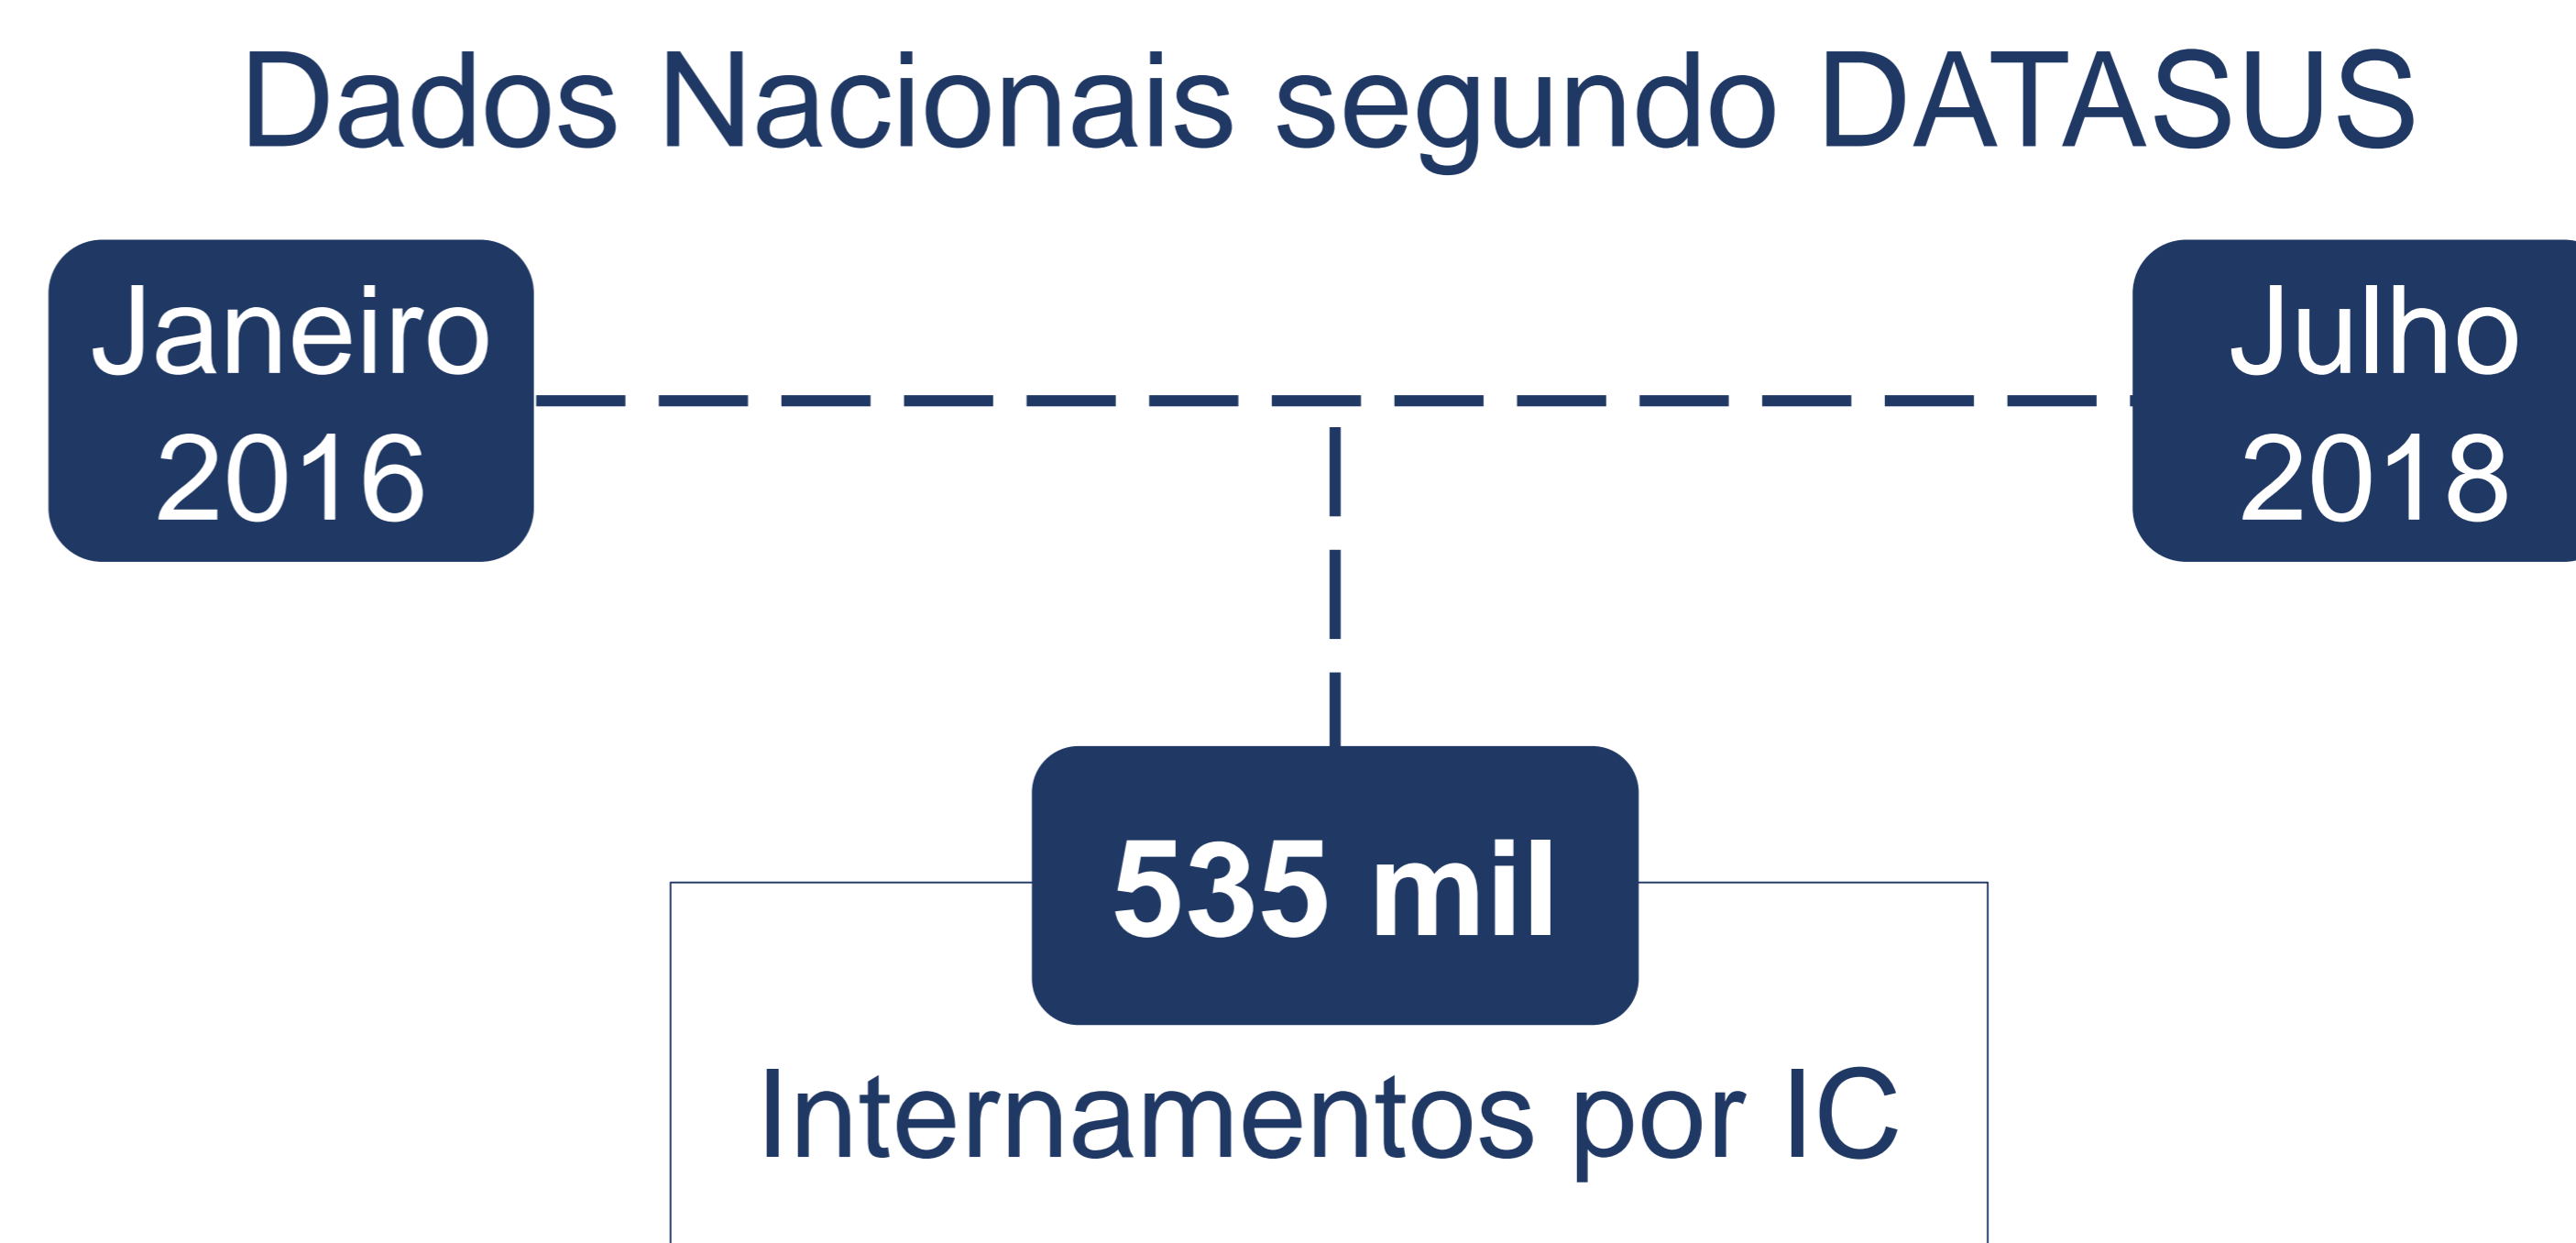 Dados Nacionais segundo DATASUS
Janeiro
2016
Julho
2018
535 mil
Internamentos por IC